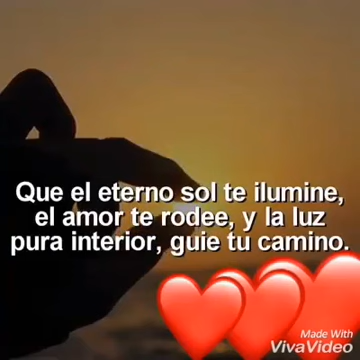 Que el eterno sol te ilumine,
el amor te rodee, y la luz
pura interior, guie tu camino.
Made With
VivaVideo